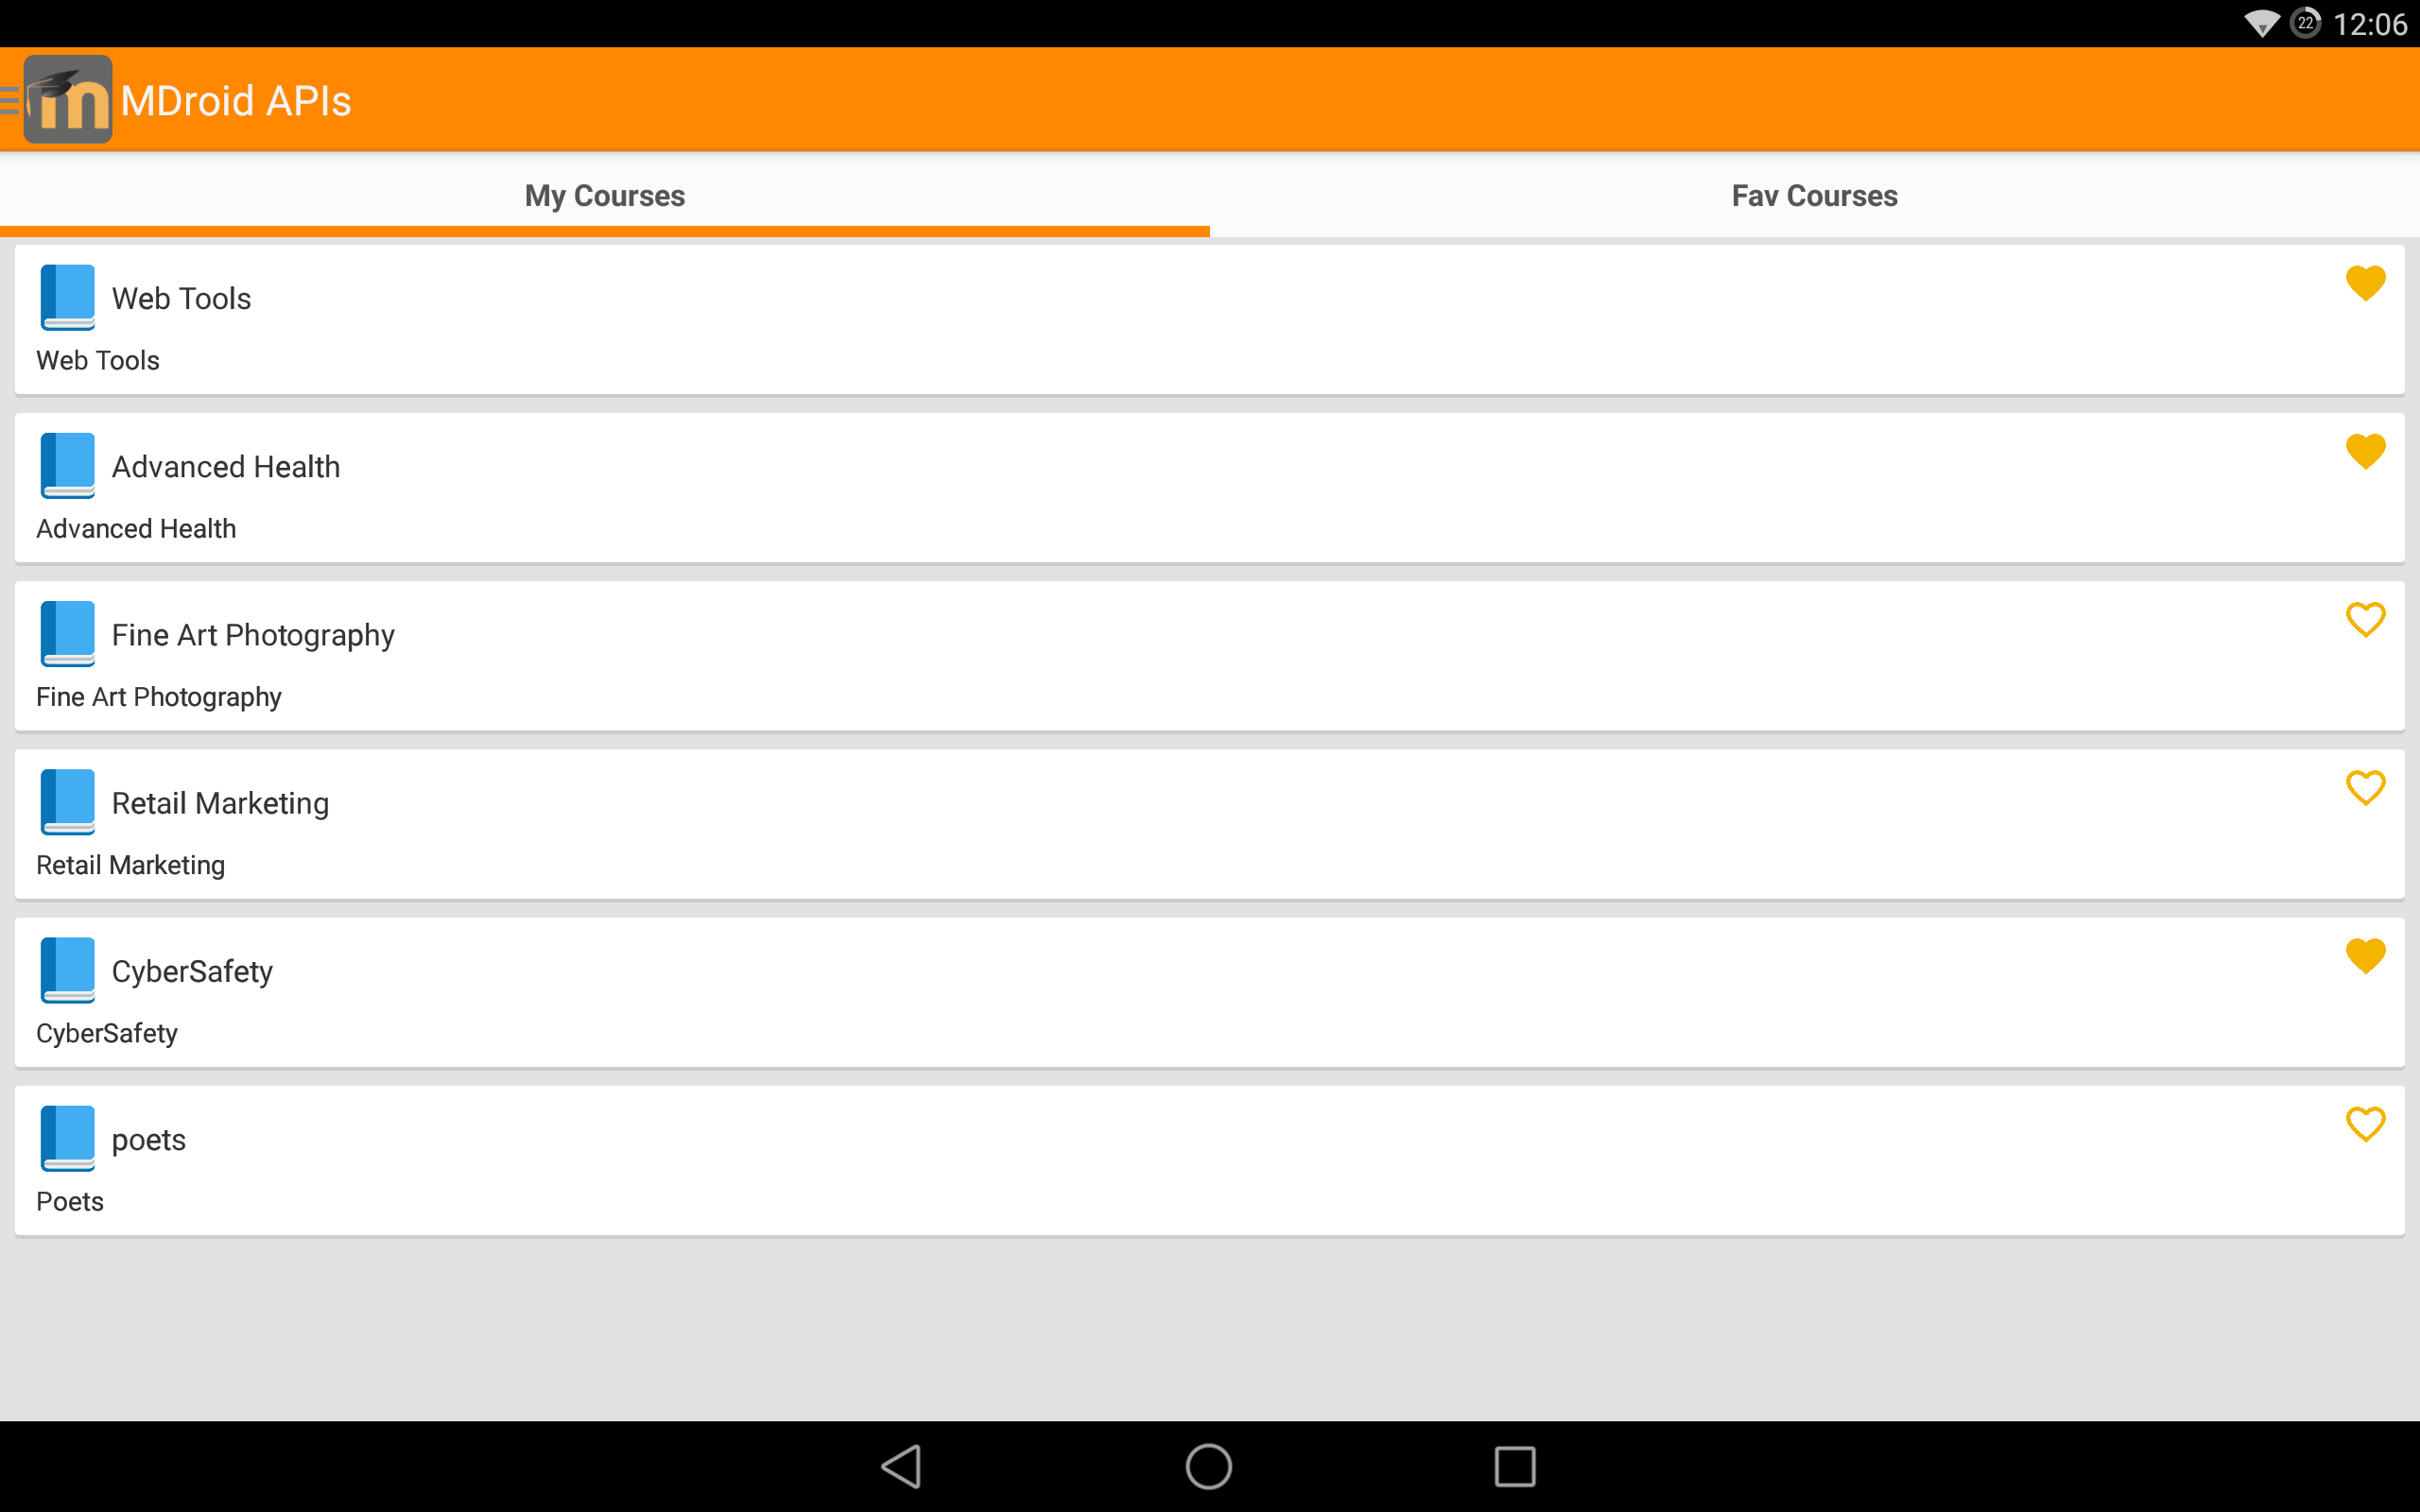 22 12:06
MDroid APIs
My Courses Fav Courses
Web Tools
Web Tools
Advanced Health
Advanced Health
Fine Art Photography
Fine Art Photography
Retail Marketing
Retail Marketing
CyberSafety
CyberSafety
poets
Poets